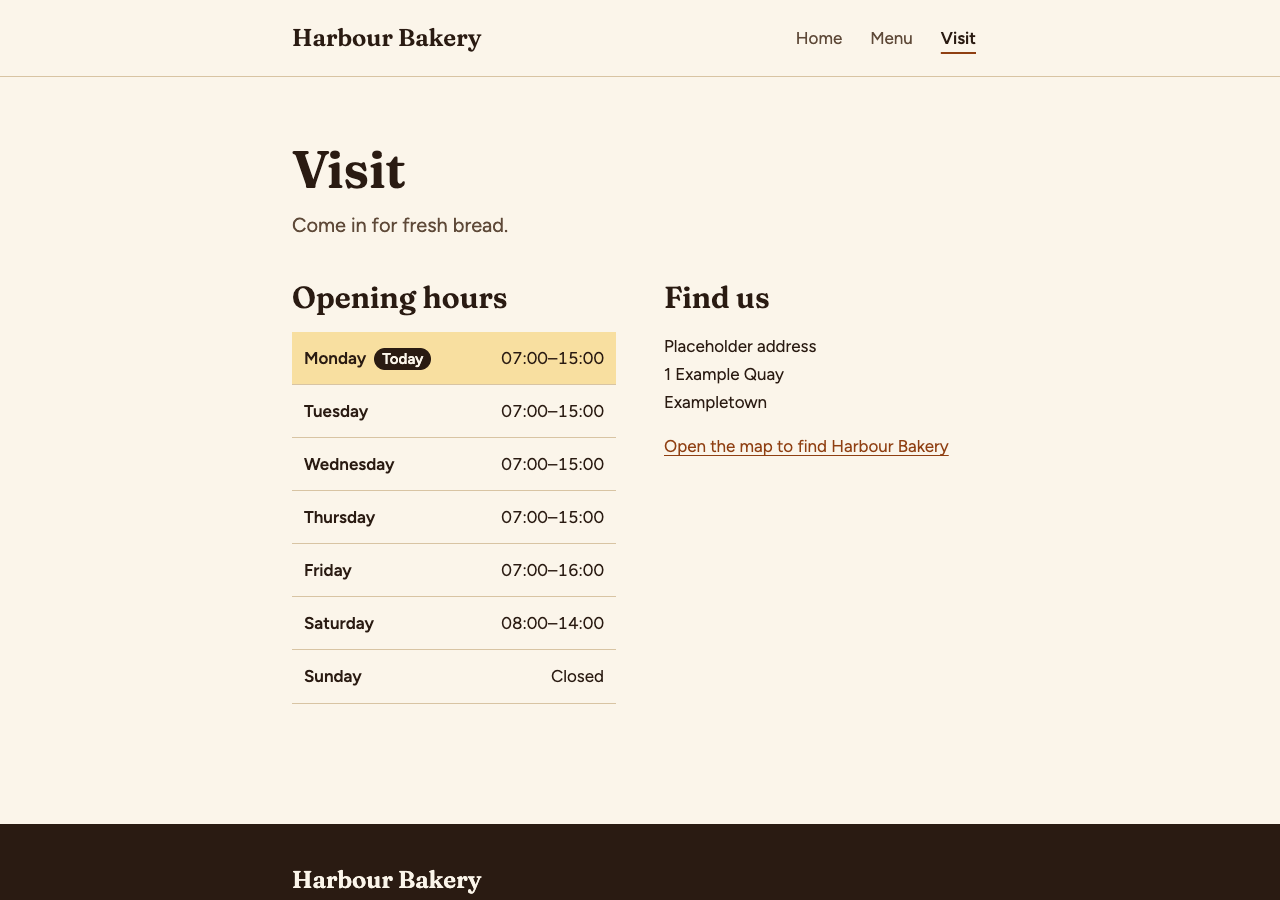 Harbour Bakery
Home Menu Visit
Visit
Come in for fresh bread.
Opening hours
Monday Today 07:00–15:00
Tuesday 07:00–15:00
Wednesday 07:00–15:00
Thursday 07:00–15:00
Friday 07:00–16:00
Saturday 08:00–14:00
Sunday Closed
Find us
Placeholder address
1 Example Quay
Exampletown
Open the map to find Harbour Bakery
Harbour Bakery